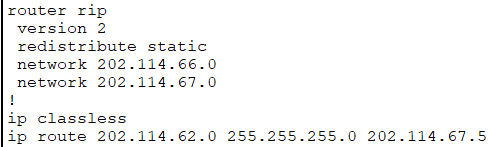 router rip
 version 2
 redistribute static
 network 202.114.66.0
 network 202.114.67.0
!
ip classless
ip route 202.114.62.0 255.255.255.0 202.114.67.5